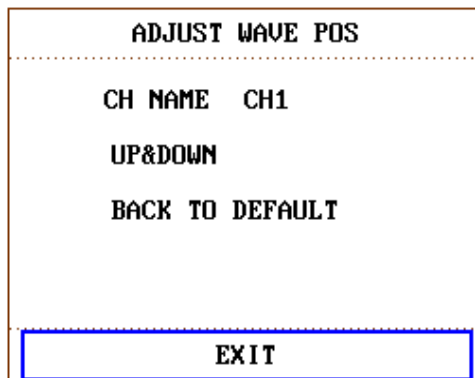 ADJUST WAVE POS
CH NAME CH1
UP&DOWN
BACK TO DEFAULT
EXIT